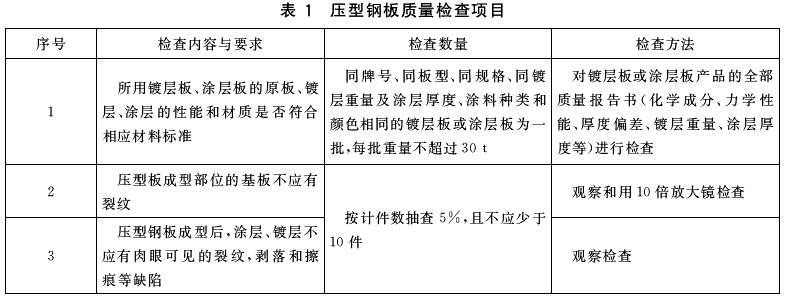 表 1 压型钢板质量检查项目
序号 检查内容与要求 检查数量 检查方法
1
所用镀层板、涂层板的原板、镀
层、涂层的性能和材质是否符合
相应材料标准
同牌号、同板型、同规格、同镀
层重量及涂层厚度、涂料种类和
颜色相同的镀层板或涂层板为一
批,每批重量不超过 30 t
对镀层板或涂层板产品的全部
质量报告书(化学成分、力学性
能、厚度偏差、镀层重量、涂层厚
度等)进行检查
2
压型板成型部位的基板不应有
裂纹
按计件数抽查 5%,且不应少于
10 件
观察和用 10 倍放大镜检查
3
压型钢板成型后,涂层、镀层不
应有肉眼可见的裂纹,剥落和擦
痕等缺陷
观察检查